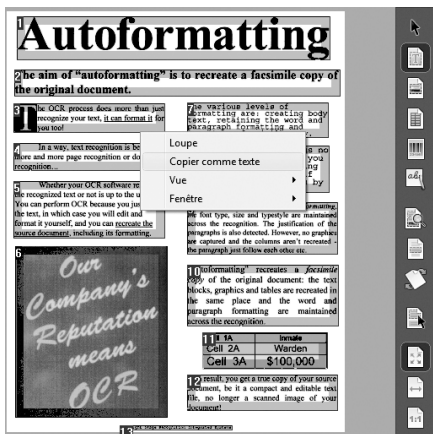 1
Autoformatting
2 he aim of "autoformatting" is to recreate a facsimile copy of
the original document.
3 he OCR process does more than just
recognize your text, it can format it for
you too!
4 In a way, text recognition is be
more and more page recognition or do
recognition...
5 Whether your OCR software re
the recognized text or not is up to the u
You can perform OCR because you jus
the text, in which case you will edit and
format it yourself, and you can recreate the
source document, including its formatting.
6
Our
Company's
Reputation
means
OCR
7 he various levels of
formatting are: creating body
text, retaining the word and
paragraph formatting and
is no
you
ng
f
by
Loupe
Copier comme texte
Vue
Fenêtre
formatting
the font type, size and typestyle are maintained
across the recognition. The justification of the
paragraphs is also detected. However, no graphics
are captured and the columns aren't recreated -
the paragraph just follow each other etc.
10 utoformatting" recreates a facsimile
copy of the original document: the text
blocks, graphics and tables are recreated in
the same place and the word and
paragraph formatting are maintained
across the recognition.
11 ll 1A Inmate
Cell 2A Warden
Cell 3A $100,000
12 result, you get a true copy of your source
document, be it a compact and editable text
file, no longer a scanned image of your
document!
13
1:1